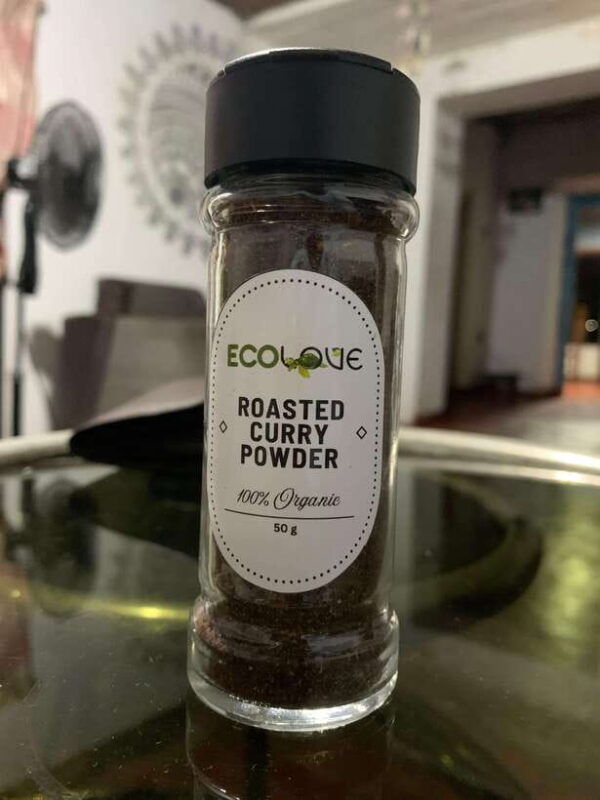 ECOLOVE
ROASTED
CURRY
POWDER
100% Organic
50 g